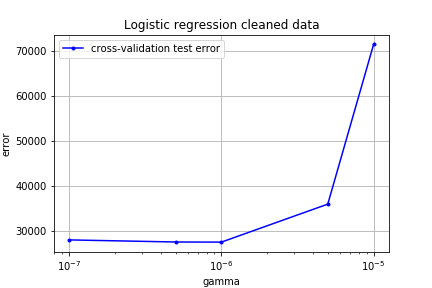 Logistic regression cleaned data
cross-validation test error
70000
60000
50000
40000
30000
error
10⁻⁷
10⁻⁶
10⁻⁵
gamma